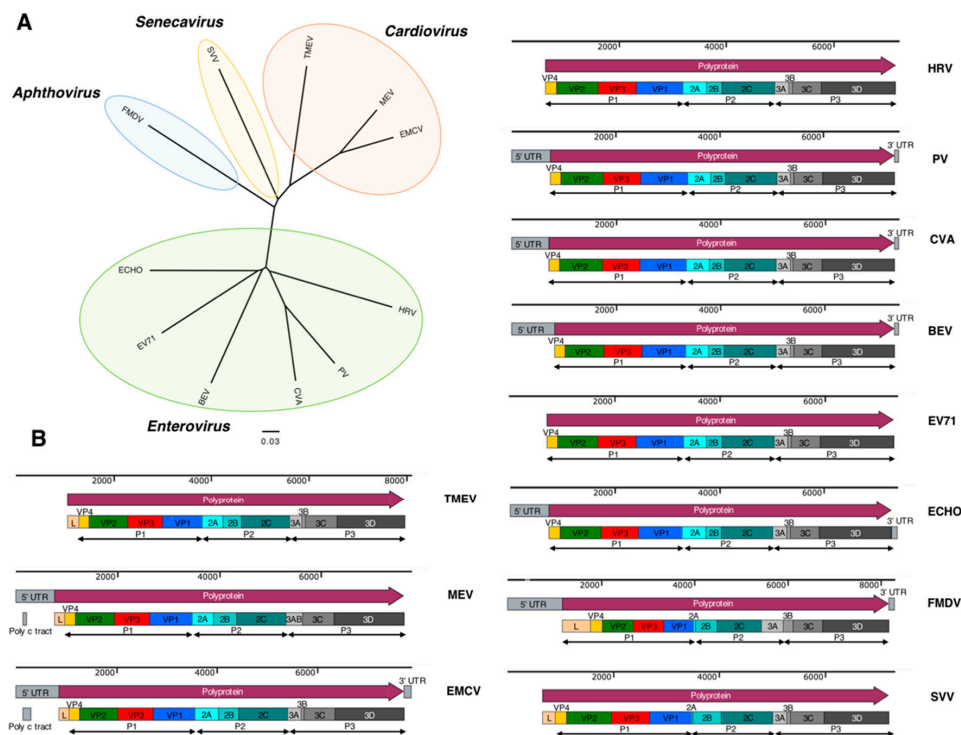 A
Senecavirus
Cardiovirus
Aphthovirus
SVV
TMEV
MEV
EMCV
FMDV
ECHO
EV71
BEV
CVA
PV
HRV
Enterovirus
0.03
B
2000 4000 6000 8000
Polyprotein
TMEV
VP4 3B
L VP2 VP3 VP1 2A 2B 2C 3A 3C 3D
P1 P2 P3
2000 4000 6000
5' UTR Polyprotein
MEV
VP4
L VP2 VP3 VP1 2A 2B 2C 3AB 3C 3D
Poly c tract P1 P2 P3
2000 4000 6000
3' UTR
5' UTR Polyprotein
EMCV
VP4 3B
L VP2 VP3 VP1 2A 2B 2C 3A 3C 3D
Poly c tract P1 P2 P3
2000 4000 6000
Polyprotein
HRV
VP4 3B
VP2 VP3 VP1 2A 2B 2C 3A 3C 3D
P1 P2 P3
2000 4000 6000
3' UTR
5' UTR Polyprotein
PV
VP4 3B
VP2 VP3 VP1 2A 2B 2C 3A 3C 3D
P1 P2 P3
2000 4000 6000
3' UTR
5' UTR Polyprotein
CVA
VP4 3B
VP2 VP3 VP1 2A 2B 2C 3A 3C 3D
P1 P2 P3
2000 4000 6000
3' UTR
5' UTR Polyprotein
BEV
VP4 3B
VP2 VP3 VP1 2A 2B 2C 3A 3C 3D
P1 P2 P3
2000 4000 6000
Polyprotein
EV71
VP4 3B
VP2 VP3 VP1 2A 2B 2C 3A 3C 3D
P1 P2 P3
2000 4000 6000
5' UTR Polyprotein
ECHO
VP4 3B 3' UTR
VP2 VP3 VP1 2A 2B 2C 3A 3C 3D
P1 P2 P3
2000 4000 6000 8000
3' UTR
5' UTR Polyprotein
FMDV
VP4 2A 3B
L VP2 VP3 VP1 2B 2C 3A 3C 3D
P1 P2 P3
2000 4000 6000
Polyprotein
SVV
VP4 2A 3B
L VP2 VP3 VP1 2B 2C 3A 3C 3D
P1 P2 P3